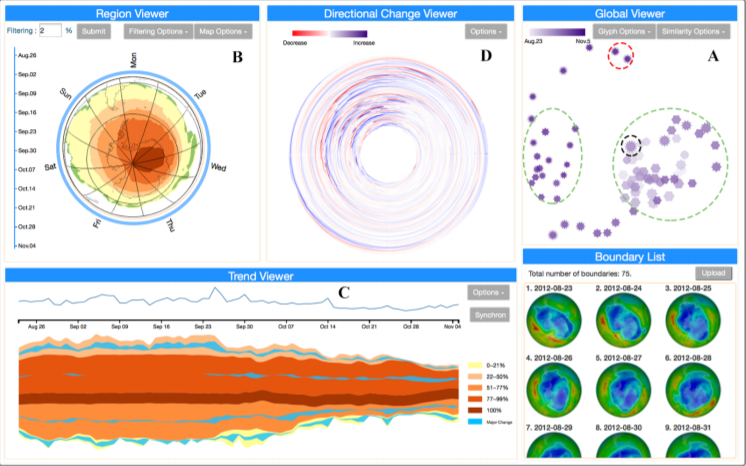 Region Viewer
Filtering : 2 % Submit Filtering Options Map Options
B
Aug.26
Sep.02
Sep.09
Sep.16
Sep.23
Sep.30
Oct.07
Oct.14
Oct.21
Oct.28
Nov.04
Mon
Tue
Wed
Thu
Fri
Sat
Sun
Directional Change Viewer
Decrease Increase
Options
D
Global Viewer
Aug.23 Nov.5
Glyph Options Similarity Options
A
Trend Viewer
C
Options
Synchron
Aug 26 Sep 02 Sep 09 Sep 16 Sep 23 Sep 30 Oct 07 Oct 14 Oct 21 Oct 28 Nov 04
0-21%
22-50%
51-77%
77-99%
100%
Major Change
Boundary List
Total number of boundaries: 75. Upload
1. 2012-08-23 2. 2012-08-24 3. 2012-08-25
4. 2012-08-26 5. 2012-08-27 6. 2012-08-28
7. 2012-08-29 8. 2012-08-30 9. 2012-08-31